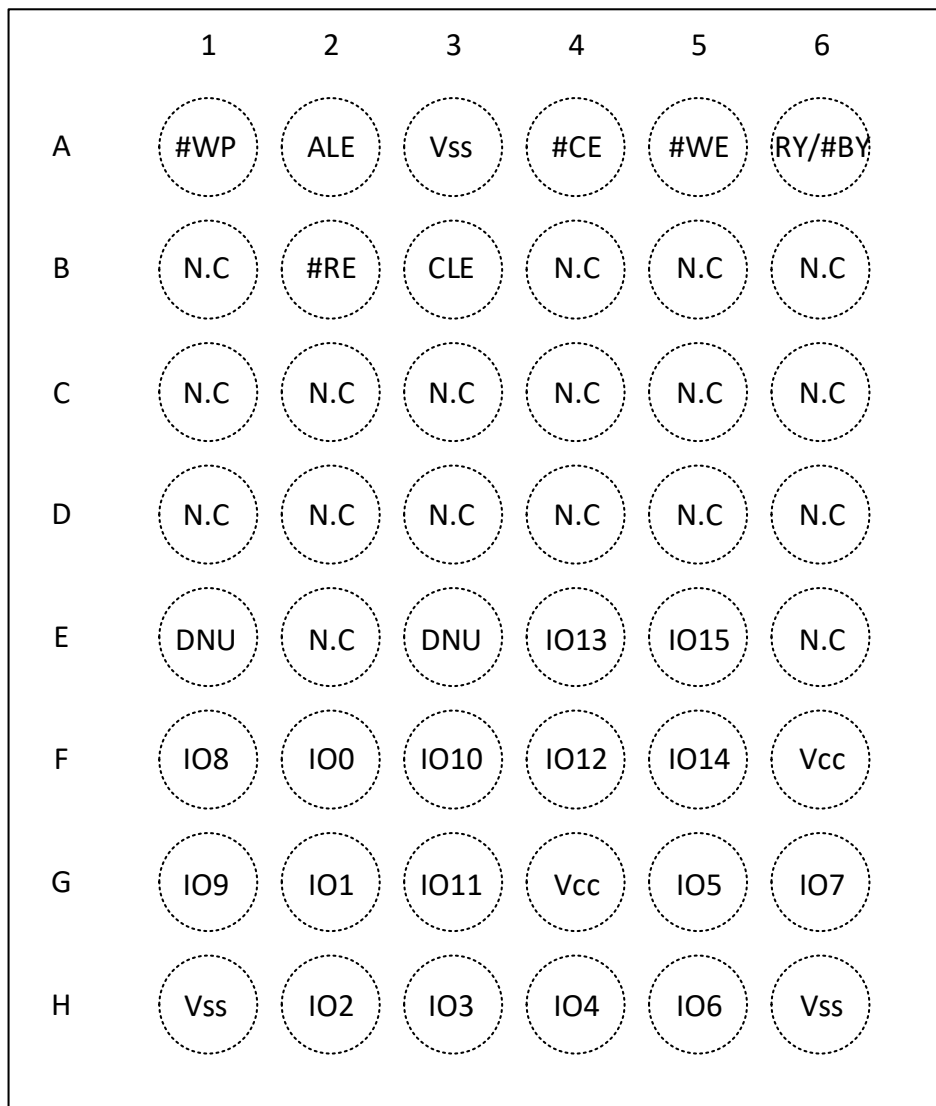 1 2 3 4 5 6
A #WP ALE Vss #CE #WE RY/#BY
B N.C #RE CLE N.C N.C N.C
C N.C N.C N.C N.C N.C N.C
D N.C N.C N.C N.C N.C N.C
E DNU N.C DNU IO13 IO15 N.C
F IO8 IO0 IO10 IO12 IO14 Vcc
G IO9 IO1 IO11 Vcc IO5 IO7
H Vss IO2 IO3 IO4 IO6 Vss